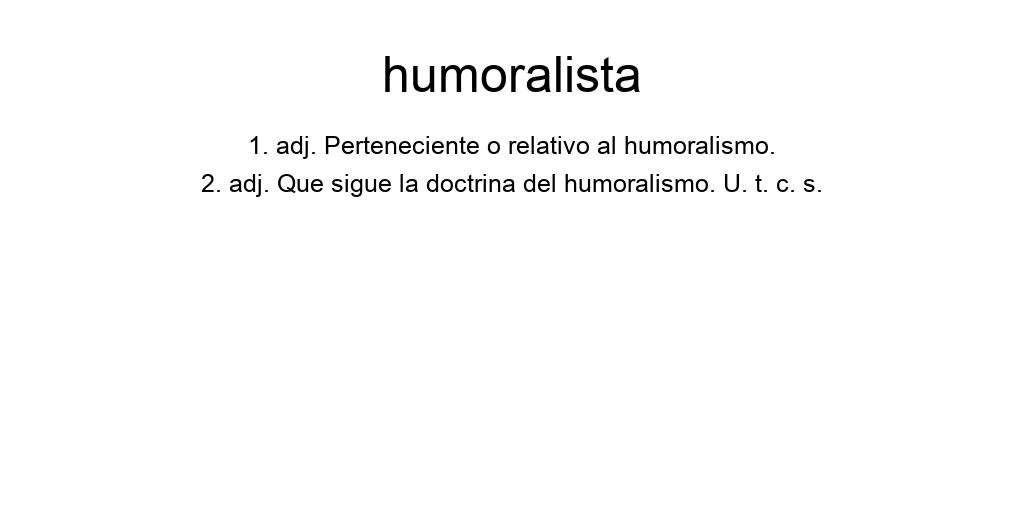 humoralista
1. adj. Perteneciente o relativo al humoralismo.
2. adj. Que sigue la doctrina del humoralismo. U. t. c. s.